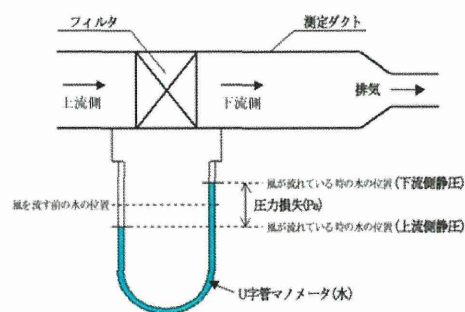 フィルタ
測定ダクト
上流側
下流側
排気
風が流れている時の水の位置(下流側静圧)
風を流す前の水の位置
圧力損失(Pa)
風が流れている時の水の位置(上流側静圧)
U字管マノメータ(水)